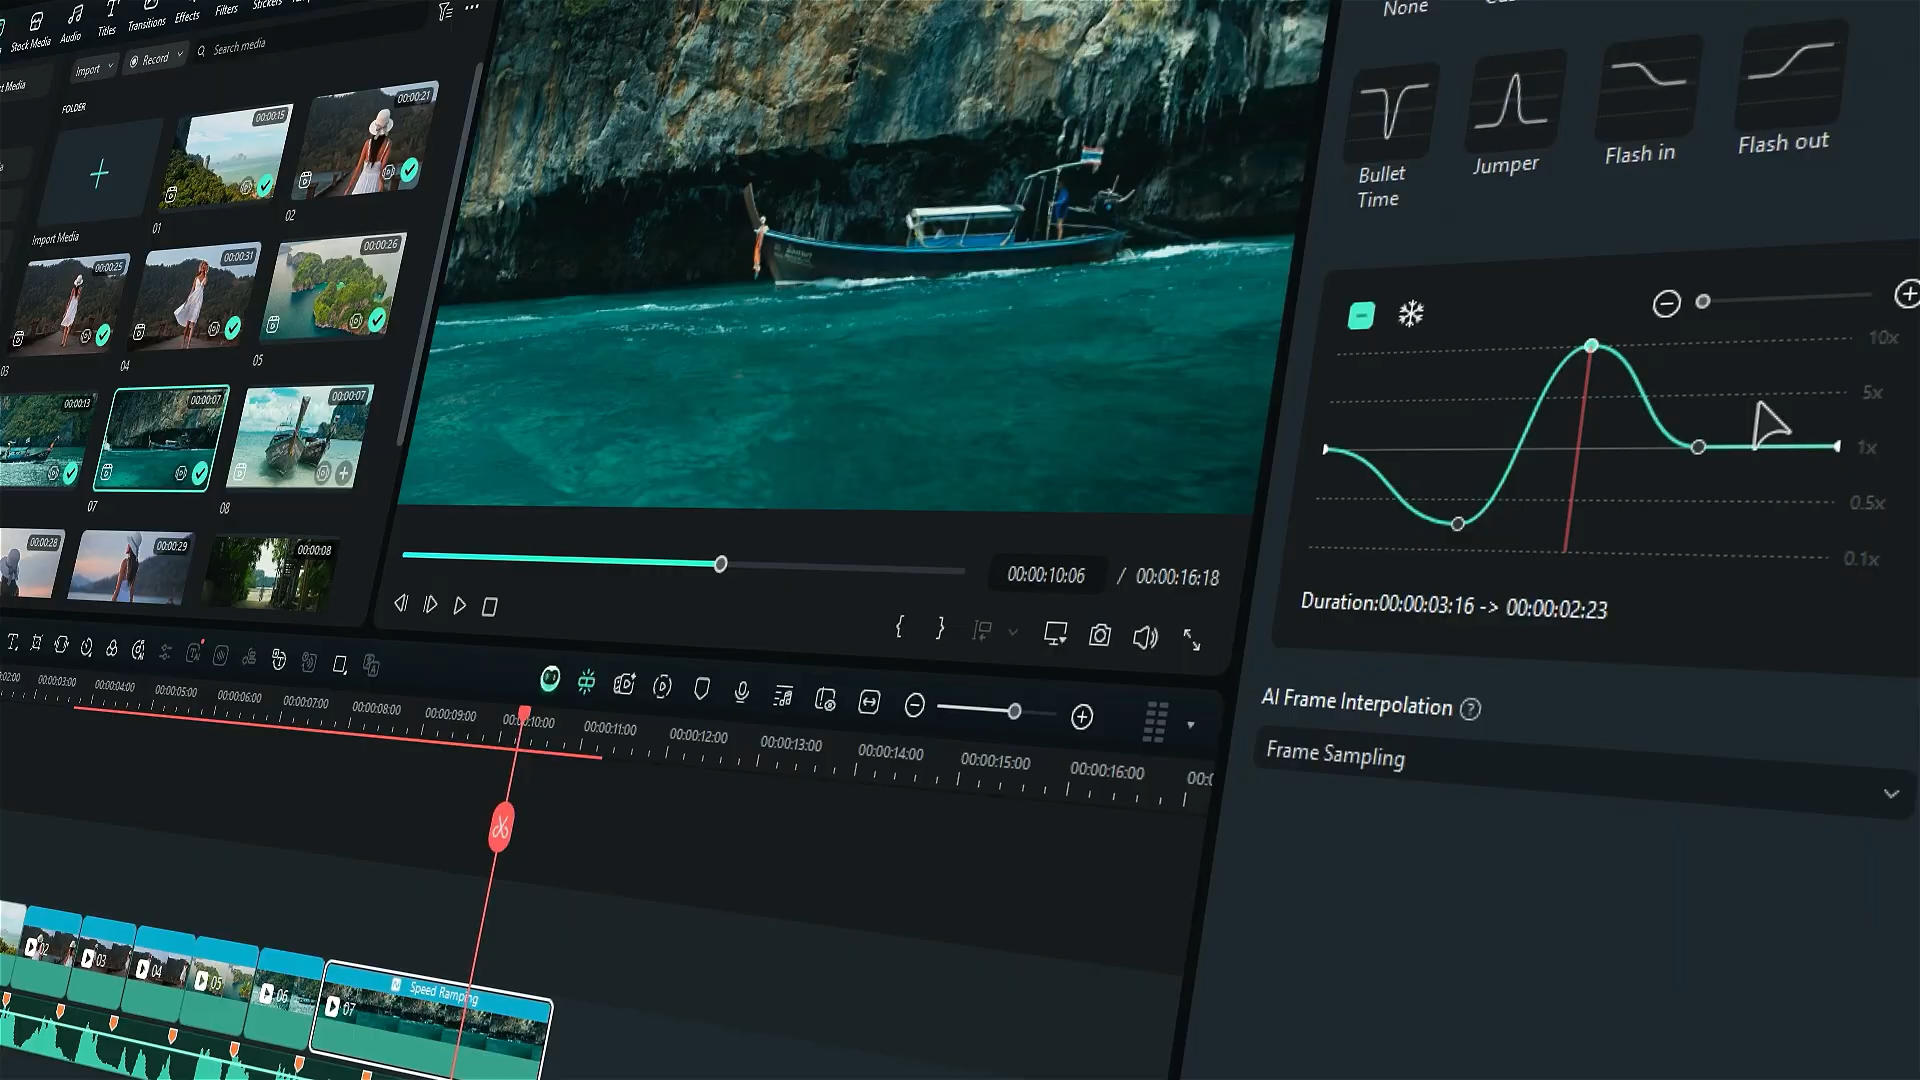 Stock Media
Audio
Titles
Transitions
Effects
Filters
Stickers
Import
Record
Search media
FOLDER
Import Media
00:00:15
01
00:00:21
02
00:00:25
03
00:00:31
04
00:00:26
05
00:00:13
00:00:07
07
00:00:07
08
00:00:28
00:00:29
00:00:08
00:00:10:06 / 00:00:16:18
None
Bullet
Time
Jumper
Flash in
Flash out
10x
5x
1x
0.5x
0.1x
Duration:00:00:03:16 -> 00:00:02:23
AI Frame Interpolation
Frame Sampling
00:00:03:00
00:00:04:00
00:00:05:00
00:00:06:00
00:00:07:00
00:00:08:00
00:00:09:00
00:00:10:00
00:00:11:00
00:00:12:00
00:00:13:00
00:00:14:00
00:00:15:00
00:00:16:00
02
03
04
05
06
07
Speed Ramping